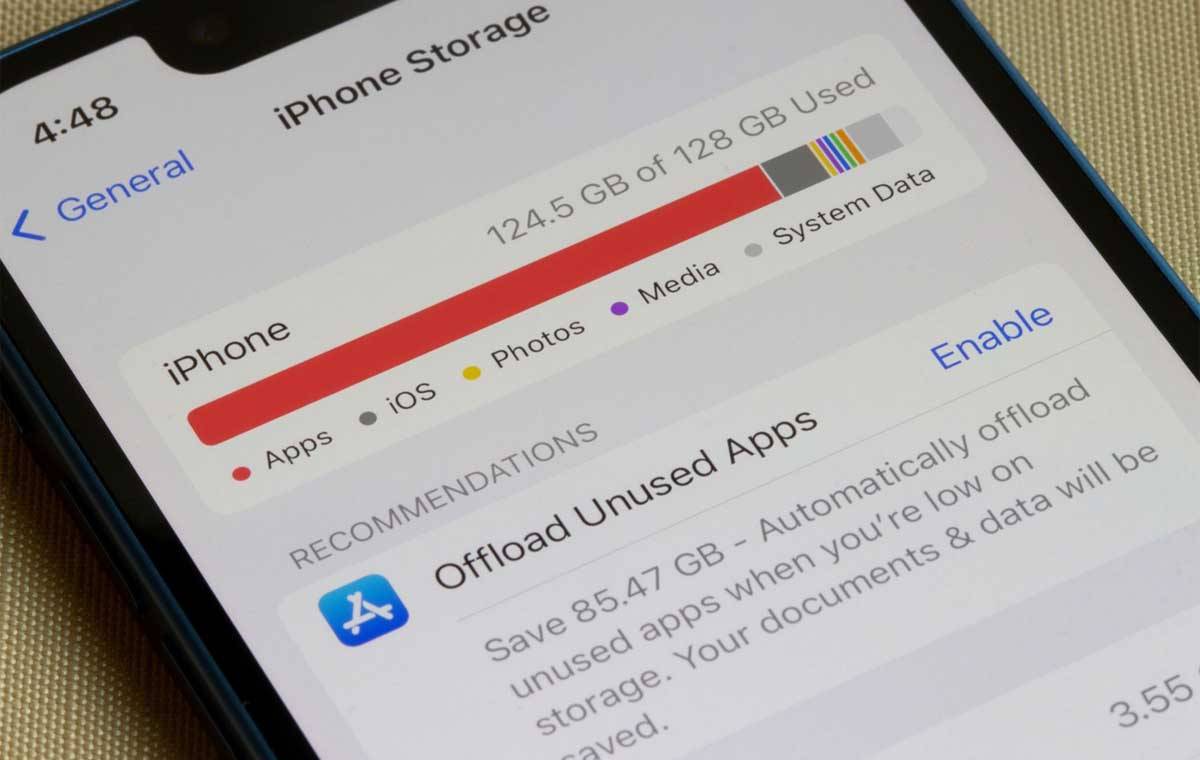 4:48
General
iPhone Storage
iPhone
124.5 GB of 128 GB Used
Apps
iOS
Photos
Media
System Data
RECOMMENDATIONS
Offload Unused Apps
Enable
Save 85.47 GB – Automatically offload
unused apps when you’re low on
storage. Your documents & data will be
saved.
3.55